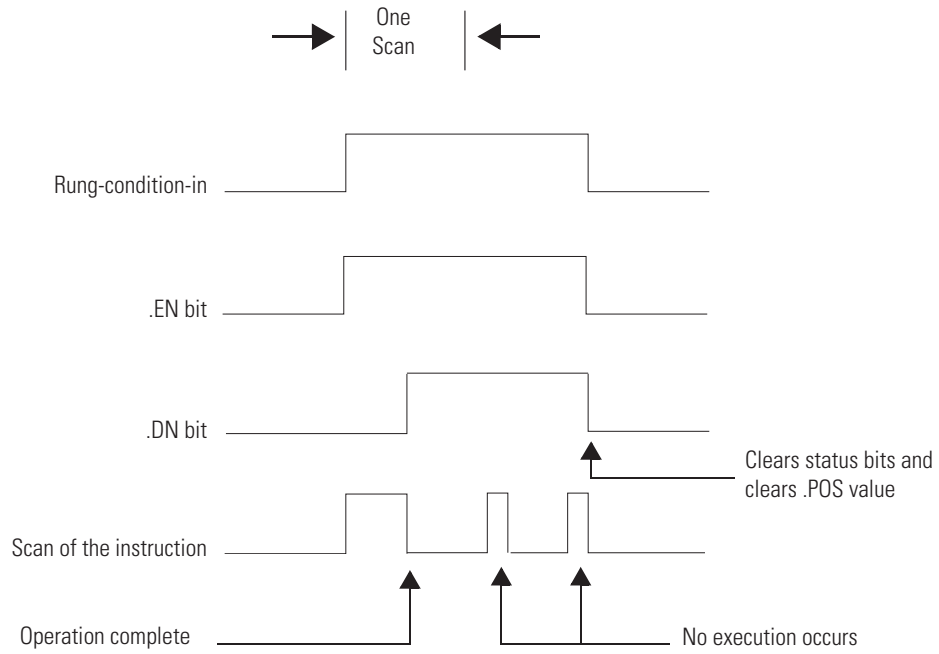 One
Scan
Rung-condition-in
.EN bit
.DN bit
Clears status bits and
clears .POS value
Scan of the instruction
Operation complete
No execution occurs